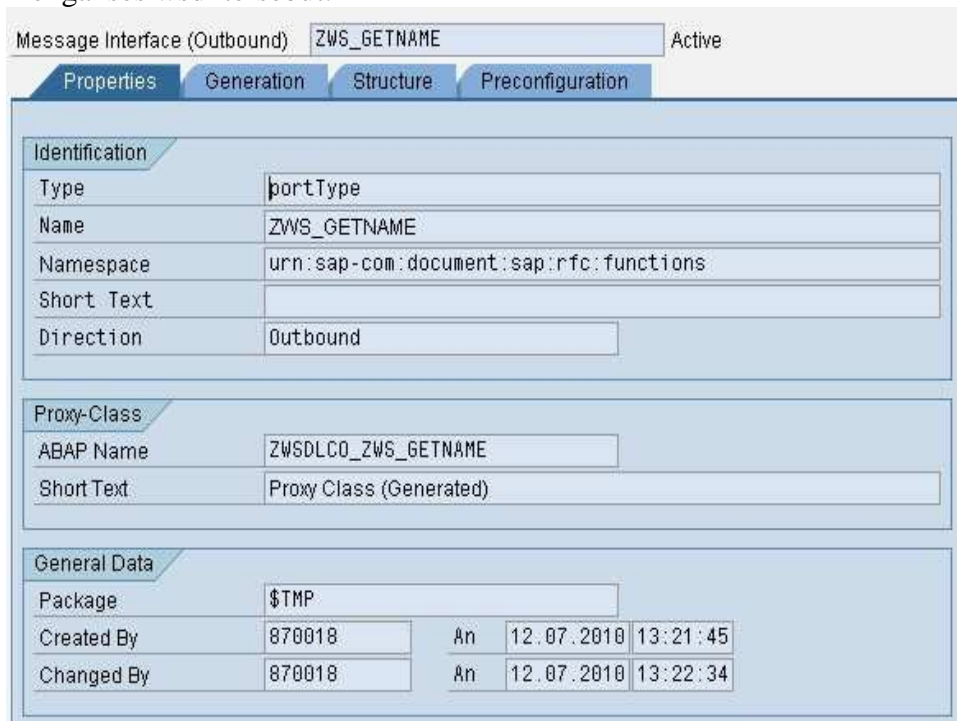 Message Interface (Outbound) ZWS_GETNAME Active
Properties Generation Structure Preconfiguration
Identification
Type portType
Name ZWS_GETNAME
Namespace urn:sap-com:document:sap:rfc:functions
Short Text
Direction Outbound
Proxy-Class
ABAP Name ZWSDLCO_ZWS_GETNAME
Short Text Proxy Class (Generated)
General Data
Package $TMP
Created By 870018 An 12.07.2010 13:21:45
Changed By 870018 An 12.07.2010 13:22:34